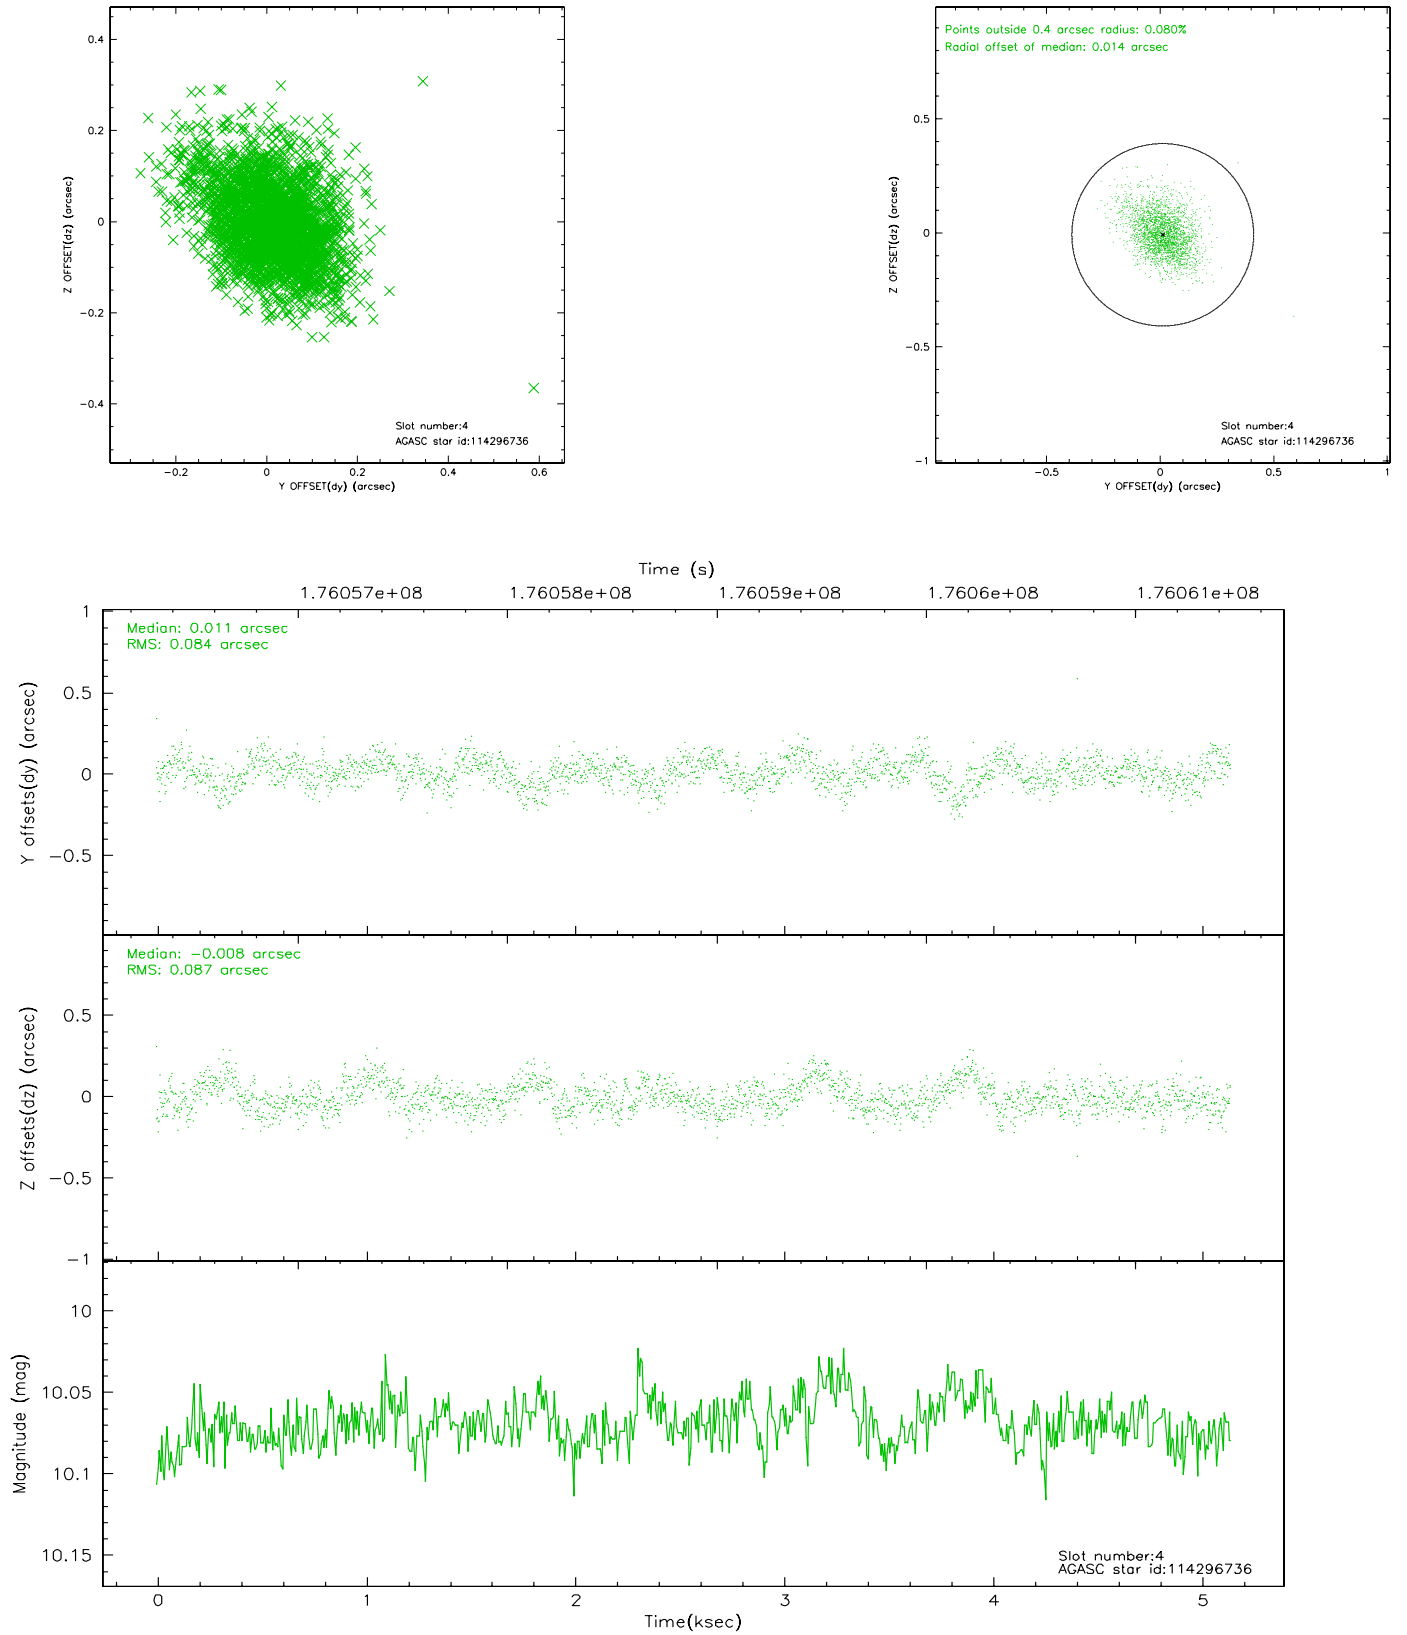 0.4
0.2
0
−0.2
−0.4
Z OFFSET(dz) (arcsec)
Slot number:4
AGASC star id:114296736
−0.2 0 0.2 0.4 0.6
Y OFFSET(dy) (arcsec)
Points outside 0.4 arcsec radius: 0.080%
Radial offset of median: 0.014 arcsec
0.5
0
−0.5
−1
Z OFFSET(dz) (arcsec)
Slot number:4
AGASC star id:114296736
−0.5 0 0.5 1
Y OFFSET(dy) (arcsec)
Time (s)
1.76057e+08 1.76058e+08 1.76059e+08 1.7606e+08 1.76061e+08
Median: 0.011 arcsec
RMS: 0.084 arcsec
1
0.5
0
−0.5
Y offsets(dy) (arcsec)
Median: −0.008 arcsec
RMS: 0.087 arcsec
0.5
0
−0.5
−1
Z offsets(dz) (arcsec)
10
10.05
10.1
10.15
Magnitude (mag)
Slot number:4
AGASC star id:114296736
0 1 2 3 4 5
Time(ksec)